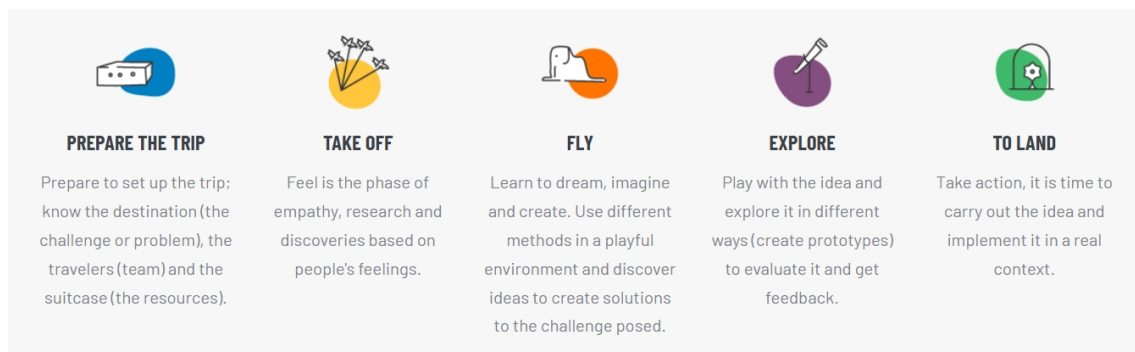 PREPARE THE TRIP
Prepare to set up the trip;
know the destination (the
challenge or problem), the
travelers (team) and the
suitcase (the resources).
TAKE OFF
Feel is the phase of
empathy, research and
discoveries based on
people's feelings.
FLY
Learn to dream, imagine
and create. Use different
methods in a playful
environment and discover
ideas to create solutions
to the challenge posed.
EXPLORE
Play with the idea and
explore it in different
ways (create prototypes)
to evaluate it and get
feedback.
TO LAND
Take action, it is time to
carry out the idea and
implement it in a real
context.